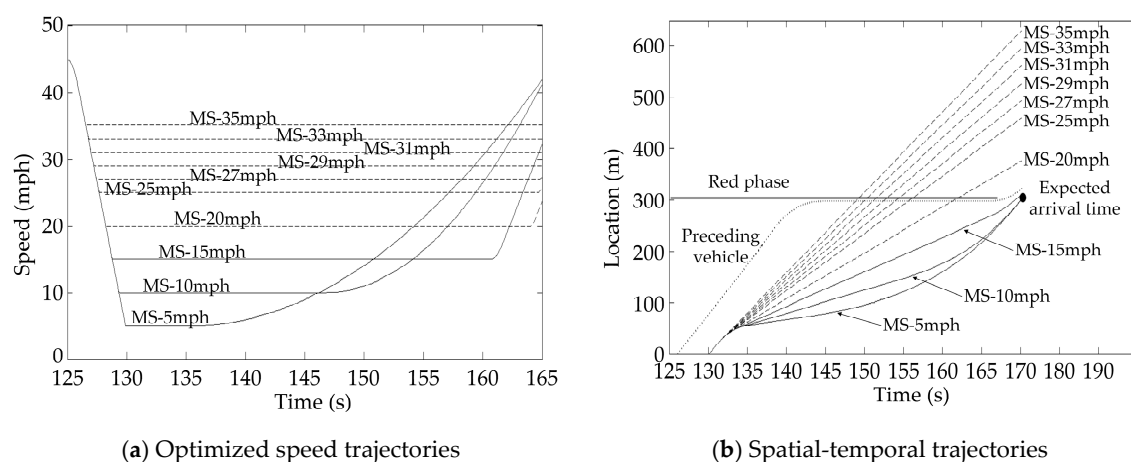 50
40
30
20
10
0
Speed (mph)
MS-35mph
MS-33mph
MS-31mph
MS-29mph
MS-27mph
MS-25mph
MS-20mph
MS-15mph
MS-10mph
MS-5mph
125 130 135 140 145 150 155 160 165
Time (s)
(a) Optimized speed trajectories
600
500
400
300
200
100
0
Location (m)
MS-35mph
MS-33mph
MS-31mph
MS-29mph
MS-27mph
MS-25mph
MS-20mph
Red phase
Expected
arrival time
Preceding
vehicle
MS-15mph
MS-10mph
MS-5mph
125 130 135 140 145 150 155 160 165 170 180 190
Time (s)
(b) Spatial-temporal trajectories